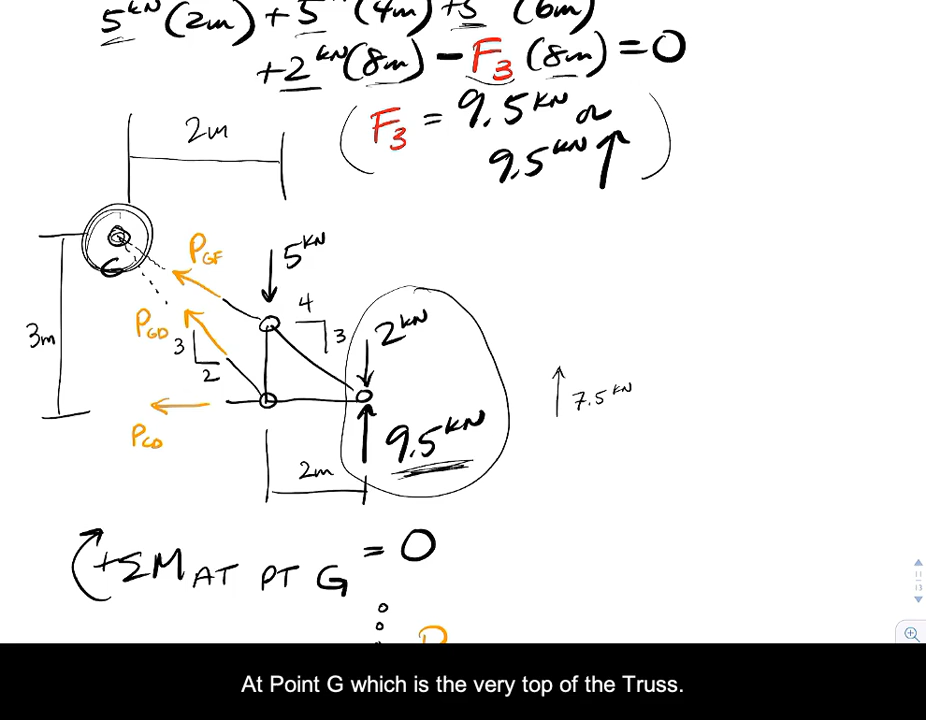 5kN (2m) + 5 (4m) + 5 (6m)
+2kN(8m) − F3 (8m) = 0
(F3 = 9.5kN or
9.5kN ↑)
2m
G
PGF
5kN
4
3
3m
PGD
3
2
2kN
7.5kN
PCD
9.5kN
2m
+ΣM AT PT G = 0
At Point G which is the very top of the Truss.